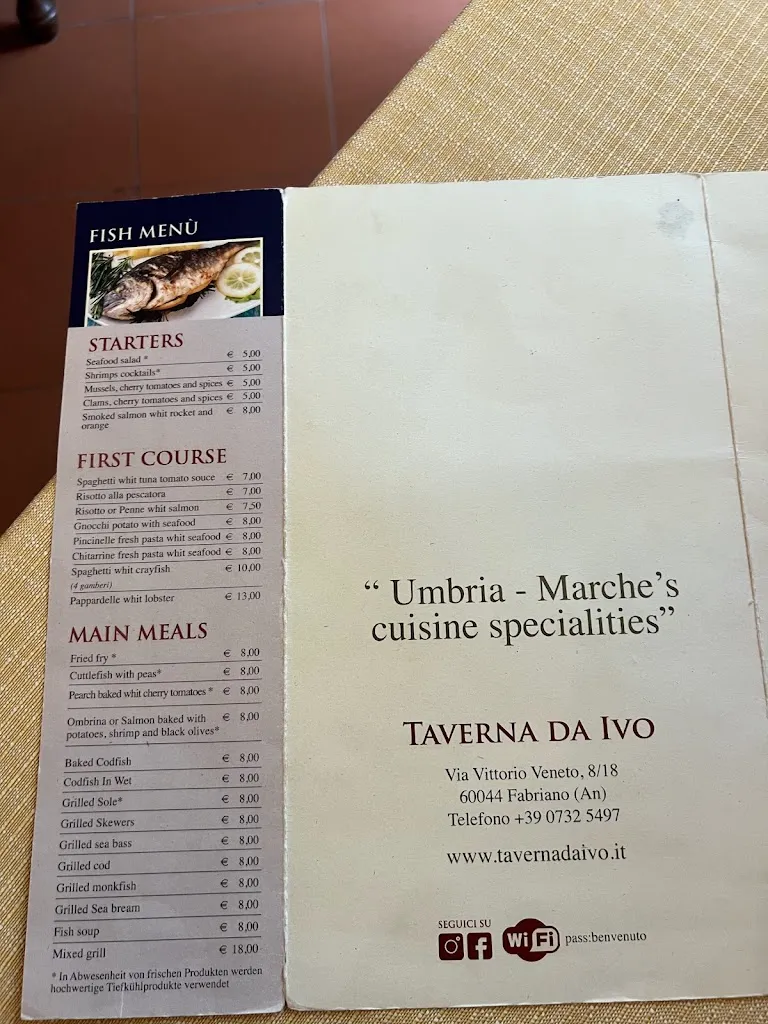 FISH MENÙ
STARTERS
Seafood salad * € 5,00
Shrimps cocktails* € 5,00
Mussels, cherry tomatoes and spices € 5,00
Clams, cherry tomatoes and spices € 5,00
Smoked salmon whit rocket and € 8,00
orange
FIRST COURSE
Spaghetti whit tuna tomato souce € 7,00
Risotto alla pescatora € 7,00
Risotto or Penne whit salmon € 7,50
Gnocchi potato with seafood € 8,00
Pincinelle fresh pasta whit seafood € 8,00
Chitarrine fresh pasta whit seafood € 8,00
Spaghetti whit crayfish € 10,00
(4 gamberi)
Pappardelle whit lobster € 13,00
MAIN MEALS
Fried fry * € 8,00
Cuttlefish with peas* € 8,00
Pearch baked whit cherry tomatoes * € 8,00
Ombrina or Salmon baked with € 8,00
potatoes, shrimp and black olives*
Baked Codfish € 8,00
Codfish In Wet € 8,00
Grilled Sole* € 8,00
Grilled Skewers € 8,00
Grilled sea bass € 8,00
Grilled cod € 8,00
Grilled monkfish € 8,00
Grilled Sea bream € 8,00
Fish soup € 8,00
Mixed grill € 18,00
* In Abwesenheit von frischen Produkten werden
hochwertige Tiefkühlprodukte verwendet
“ Umbria - Marche’s
cuisine specialities”
TAVERNA DA IVO
Via Vittorio Veneto, 8/18
60044 Fabriano (An)
Telefono +39 0732 5497
www.tavernadaivo.it
SEGUICI SU
WiFi pass:benvenuto